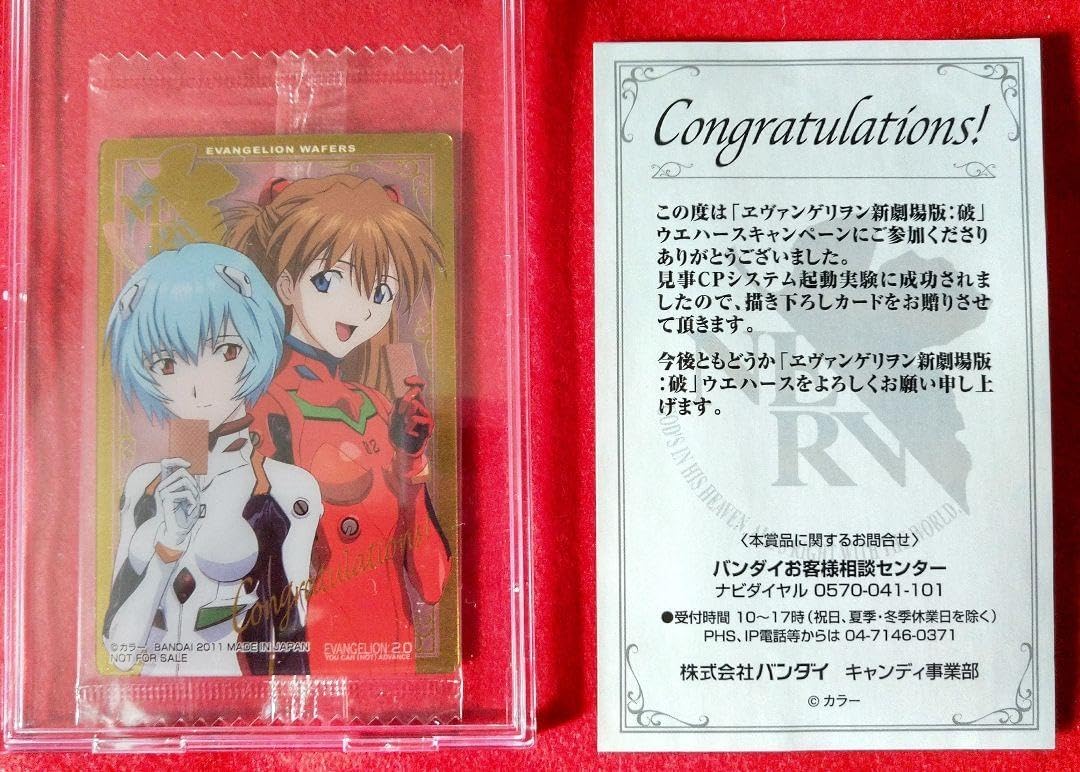 EVANGELION WAFERS
NERV
Congratulations
©カラー BANDAI 2011 MADE IN JAPAN
NOT FOR SALE
EVANGELION 2.0
YOU CAN (NOT) ADVANCE.
02
Congratulations!
この度は「ヱヴァンゲリヲン新劇場版：破」
ウエハースキャンペーンにご参加くださり
ありがとうございました。
見事CPシステム起動実験に成功されま
したので、描き下ろしカードをお贈りさせ
て頂きます。
今後ともどうか「ヱヴァンゲリヲン新劇場版
：破」ウエハースをよろしくお願い申し上
げます。
NERV
GOD'S IN HIS HEAVEN. ALL'S RIGHT WITH THE WORLD.
〈本賞品に関するお問合せ〉
バンダイお客様相談センター
ナビダイヤル 0570-041-101
●受付時間 10〜17時（祝日、夏季・冬季休業日を除く）
PHS、IP電話等からは 04-7146-0371
株式会社バンダイ キャンディ事業部
©カラー